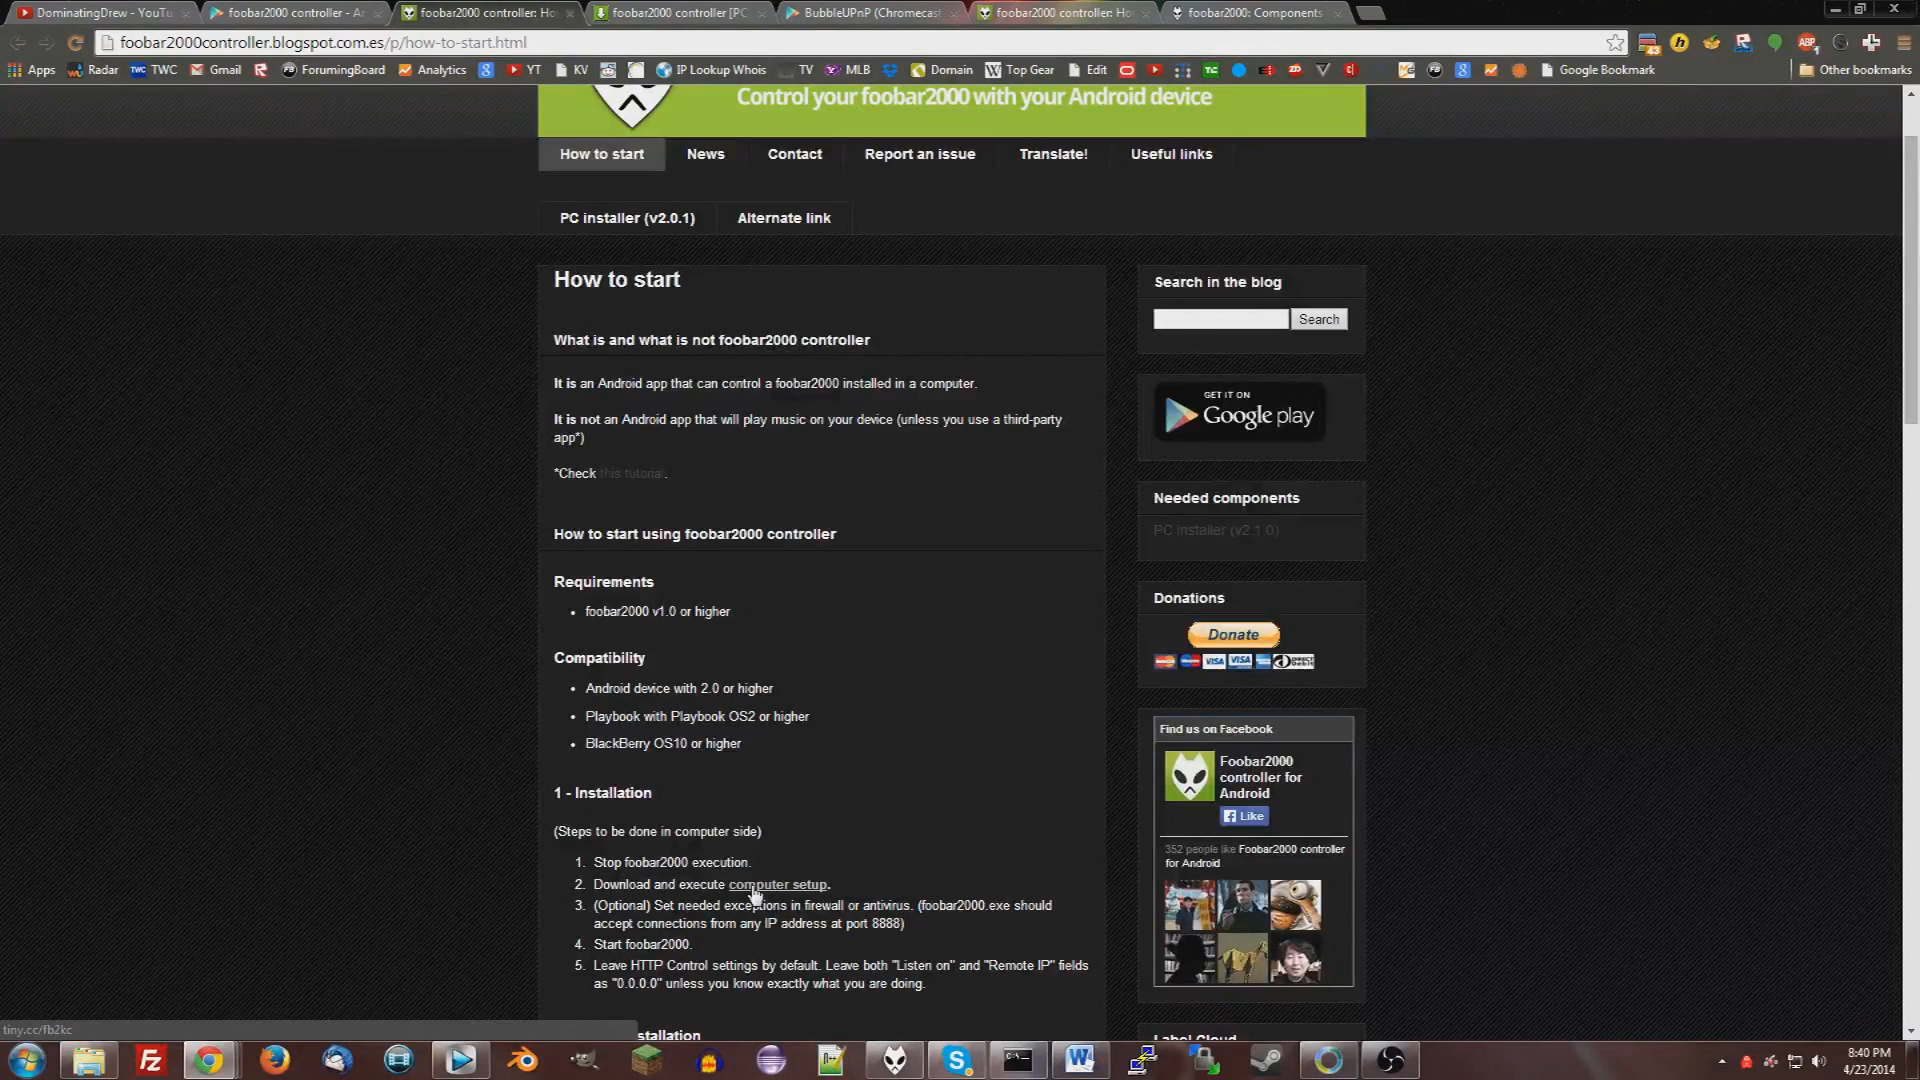 DominatingDrew - YouTu
foobar2000 controller - A
foobar2000 controller: Ho
foobar2000 controller [PC
BubbleUPnP (Chromecast
foobar2000 controller: Ho
foobar2000: Components
foobar2000controller.blogspot.com.es/p/how-to-start.html
Apps Radar TWC Gmail ForumingBoard Analytics YT KV IP Lookup Whois TV MLB Domain Top Gear Edit Google Bookmark Other bookmarks
Control your foobar2000 with your Android device
How to start News Contact Report an issue Translate! Useful links
PC installer (v2.0.1) Alternate link
How to start
What is and what is not foobar2000 controller
It is an Android app that can control a foobar2000 installed in a computer.
It is not an Android app that will play music on your device (unless you use a third-party
app*)
*Check this tutorial.
How to start using foobar2000 controller
Requirements
• foobar2000 v1.0 or higher
Compatibility
• Android device with 2.0 or higher
• Playbook with Playbook OS2 or higher
• BlackBerry OS10 or higher
1 - Installation
(Steps to be done in computer side)
1. Stop foobar2000 execution.
2. Download and execute computer setup.
3. (Optional) Set needed exceptions in firewall or antivirus. (foobar2000.exe should
accept connections from any IP address at port 8888)
4. Start foobar2000.
5. Leave HTTP Control settings by default. Leave both "Listen on" and "Remote IP" fields
as "0.0.0.0" unless you know exactly what you are doing.
stallation
Search in the blog
Search
GET IT ON
Google play
Needed components
PC installer (v2.1.0)
Donations
Donate
VISA VISA
Find us on Facebook
Foobar2000
controller for
Android
Like
352 people like Foobar2000 controller
for Android
Label Cloud
tiny.cc/fb2kc
8:40 PM
4/23/2014